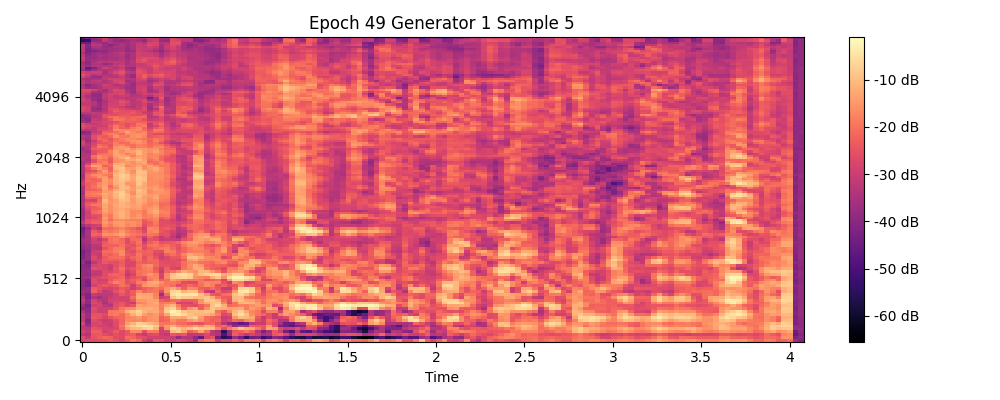 Epoch 49 Generator 1 Sample 5
Hz
4096
2048
1024
512
0
0
0.5
1
1.5
2
2.5
3
3.5
4
Time
-10 dB
-20 dB
-30 dB
-40 dB
-50 dB
-60 dB